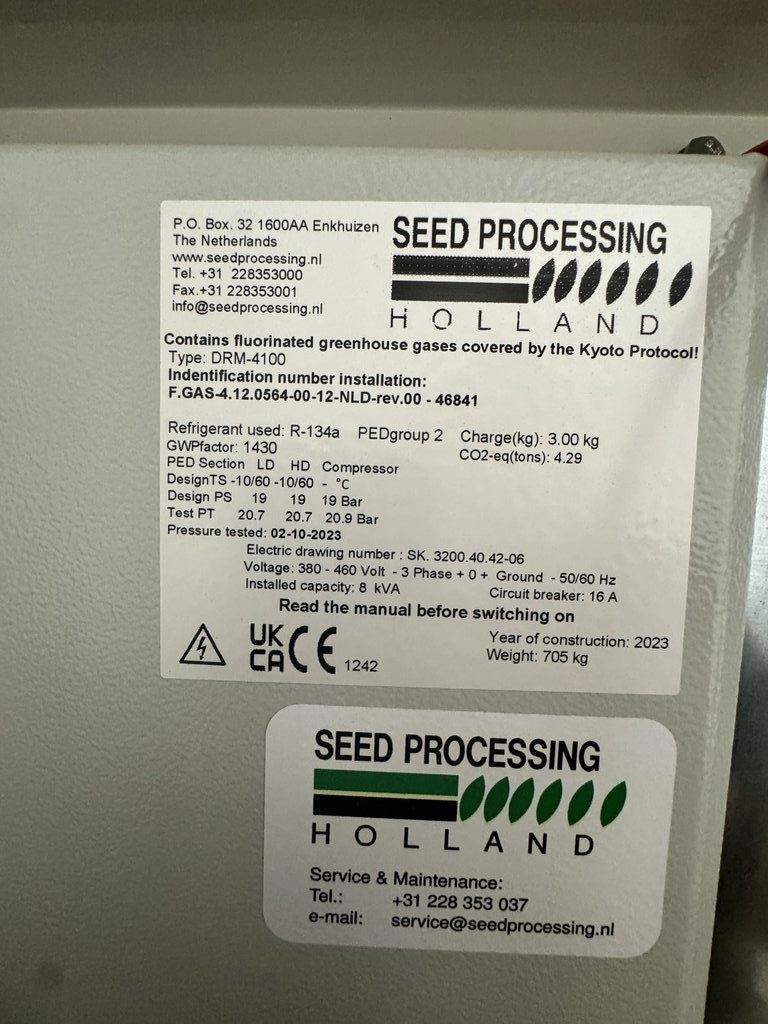 P.O. Box. 32 1600AA Enkhuizen
The Netherlands
www.seedprocessing.nl
Tel. +31 228353000
Fax.+31 228353001
info@seedprocessing.nl
SEED PROCESSING
HOLLAND
Contains fluorinated greenhouse gases covered by the Kyoto Protocol!
Type: DRM-4100
Indentification number installation:
F.GAS-4.12.0564-00-12-NLD-rev.00 - 46841
Refrigerant used: R-134a PEDgroup 2 Charge(kg): 3.00 kg
GWPfactor: 1430 CO2-eq(tons): 4.29
PED Section LD HD Compressor
DesignTS -10/60 -10/60 - °C
Design PS 19 19 19 Bar
Test PT 20.7 20.7 20.9 Bar
Pressure tested: 02-10-2023
Electric drawing number : SK. 3200.40.42-06
Voltage: 380 - 460 Volt - 3 Phase + 0 + Ground - 50/60 Hz
Installed capacity: 8 kVA Circuit breaker: 16 A
Read the manual before switching on
UK
CA CE 1242
Year of construction: 2023
Weight: 705 kg
SEED PROCESSING
HOLLAND
Service & Maintenance:
Tel.: +31 228 353 037
e-mail: service@seedprocessing.nl